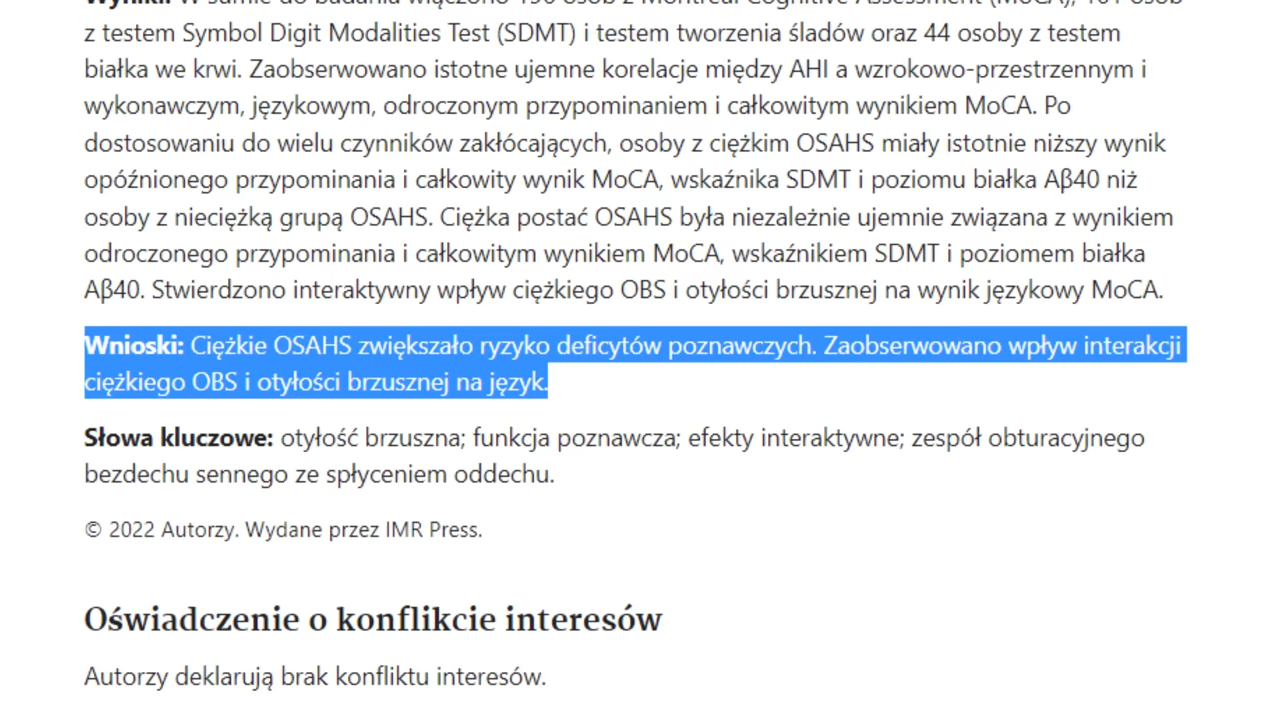 z testem Symbol Digit Modalities Test (SDMT) i testem tworzenia śladów oraz 44 osoby z testem
białka we krwi. Zaobserwowano istotne ujemne korelacje między AHI a wzrokowo-przestrzennym i
wykonawczym, językowym, odroczonym przypominaniem i całkowitym wynikiem MoCA. Po
dostosowaniu do wielu czynników zakłócających, osoby z ciężkim OSAHS miały istotnie niższy wynik
opóźnionego przypominania i całkowity wynik MoCA, wskaźnika SDMT i poziomu białka Aβ40 niż
osoby z nieciężką grupą OSAHS. Ciężka postać OSAHS była niezależnie ujemnie związana z wynikiem
odroczonego przypominania i całkowitym wynikiem MoCA, wskaźnikiem SDMT i poziomem białka
Aβ40. Stwierdzono interaktywny wpływ ciężkiego OBS i otyłości brzusznej na wynik językowy MoCA.
Wnioski: Ciężkie OSAHS zwiększało ryzyko deficytów poznawczych. Zaobserwowano wpływ interakcji
ciężkiego OBS i otyłości brzusznej na język.
Słowa kluczowe: otyłość brzuszna; funkcja poznawcza; efekty interaktywne; zespół obturacyjnego
bezdechu sennego ze spłyceniem oddechu.
© 2022 Autorzy. Wydane przez IMR Press.
Oświadczenie o konflikcie interesów
Autorzy deklarują brak konfliktu interesów.